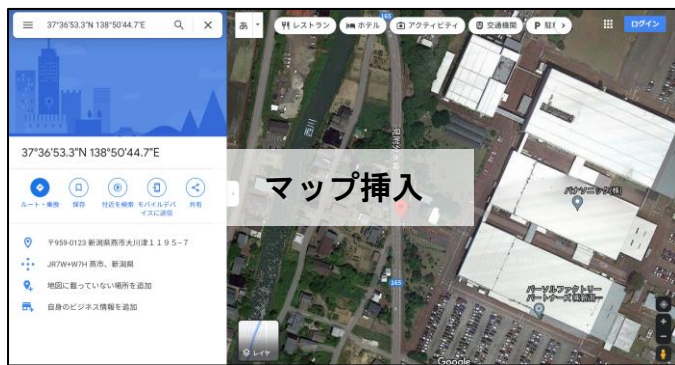 37°36'53.3"N 138°50'44.7"E
37°36'53.3"N 138°50'44.7"E
ルート・乗換
保存
付近を検索
モバイルデバ
イスに送信
共有
〒959-0123 新潟県燕市大川津１１９５−７
JR7W+W7H 燕市、新潟県
地図に載っていない場所を追加
自身のビジネス情報を追加
あ
165
レストラン
ホテル
アクティビティ
交通機関
P 駐
ログイン
西川
マップ挿入
パナソニック(株)
165
パーソルファクトリー
パートナーズ
レイヤ
Google